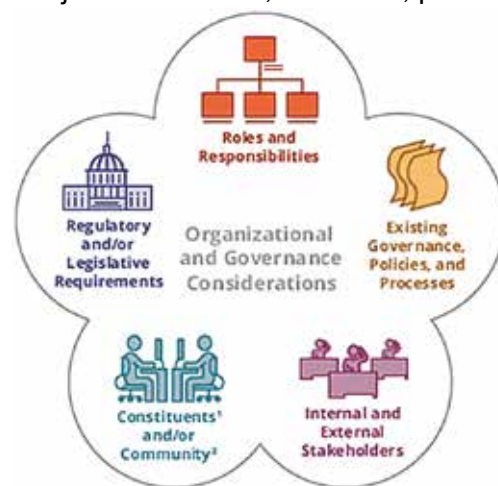 Roles and
Responsibilities
Regulatory
and/or
Legislative
Requirements
Organizational
and Governance
Considerations
Existing
Governance,
Policies, and
Processes
Constituents¹
and/or
Community²
Internal and
External
Stakeholders